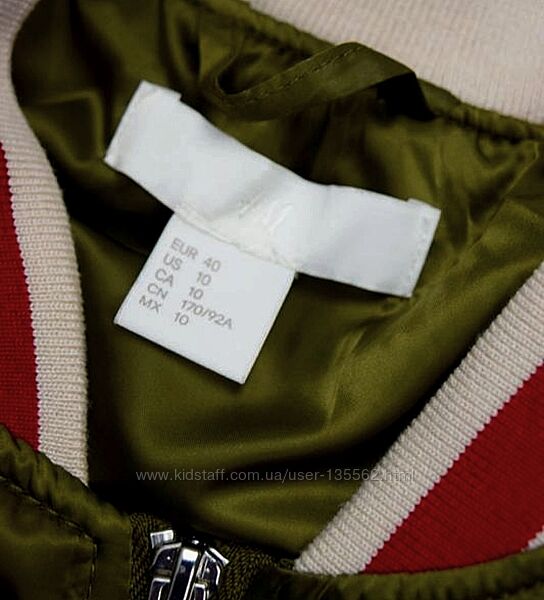 EUR 40
US 10
CA 10
CN 170/92A
MX 10
www.kidstaff.com.ua/user-135562.html